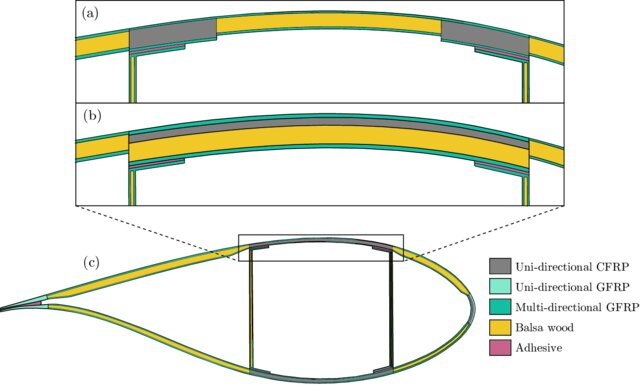 (a)
(b)
(c)
Uni-directional CFRP
Uni-directional GFRP
Multi-directional GFRP
Balsa wood
Adhesive